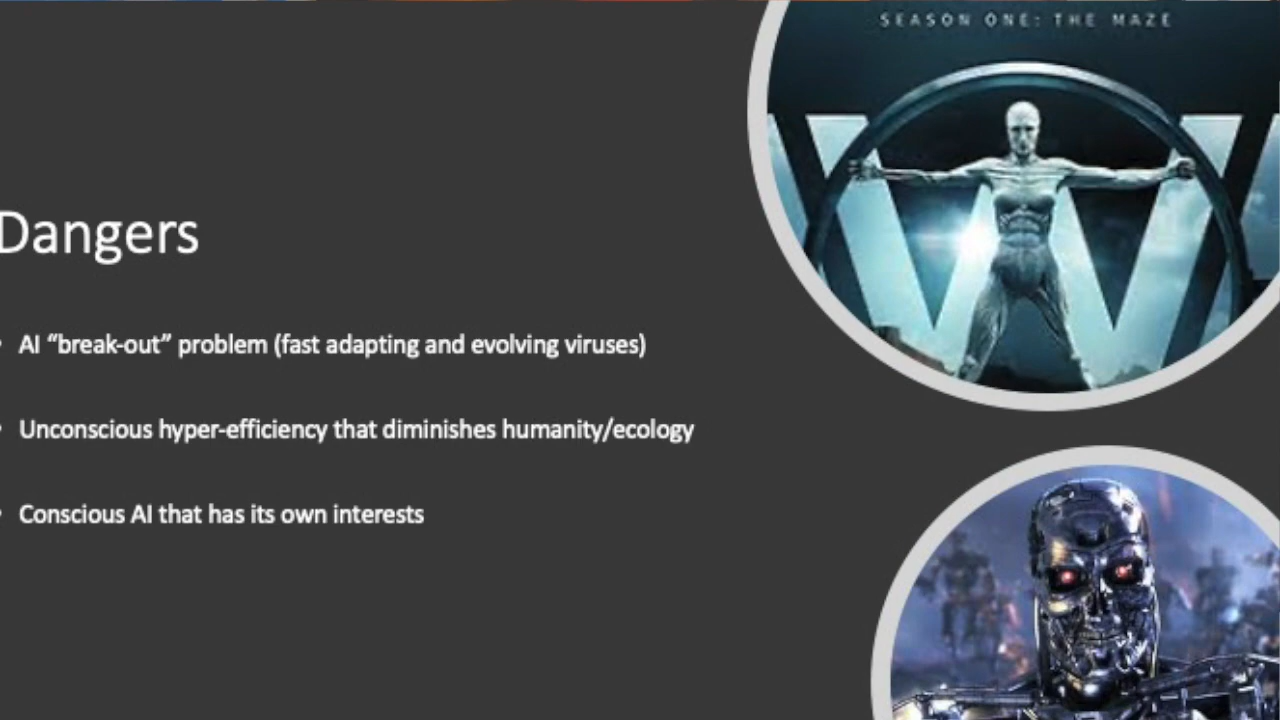 SEASON ONE: THE MAZE
Dangers
• AI “break-out” problem (fast adapting and evolving viruses)
• Unconscious hyper-efficiency that diminishes humanity/ecology
• Conscious AI that has its own interests